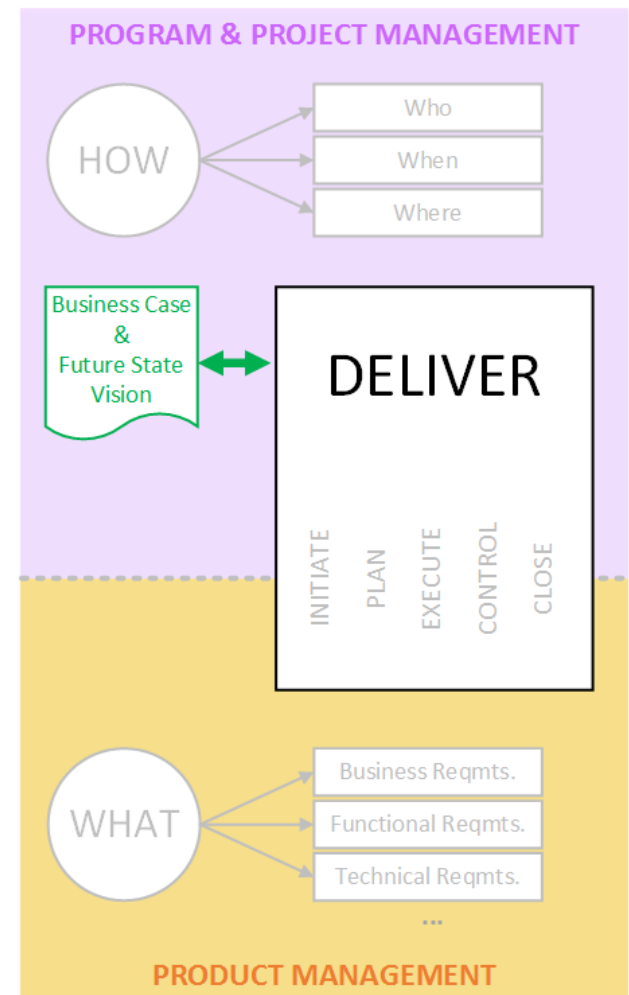 PROGRAM & PROJECT MANAGEMENT
HOW
Who
When
Where
Business Case
&
Future State
Vision
DELIVER
INITIATE
PLAN
EXECUTE
CONTROL
CLOSE
WHAT
Business Reqmts.
Functional Reqmts.
Technical Reqmts.
...
PRODUCT MANAGEMENT